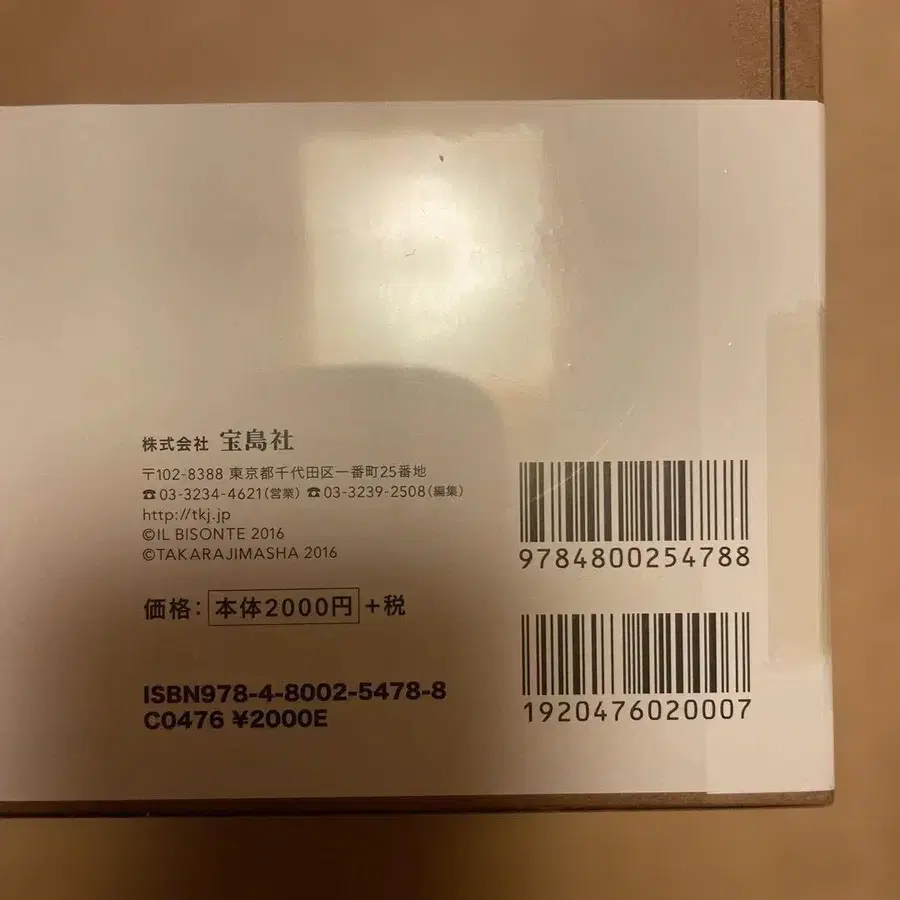 株式会社 宝島社
〒102-8388 東京都千代田区一番町25番地
☎03-3234-4621(営業) ☎03-3239-2508(編集)
http://tkj.jp
©IL BISONTE 2016
©TAKARAJIMASHA 2016
価格:本体2000円+税
ISBN978-4-8002-5478-8
C0476 ¥2000E
9784800254788
1920476020007